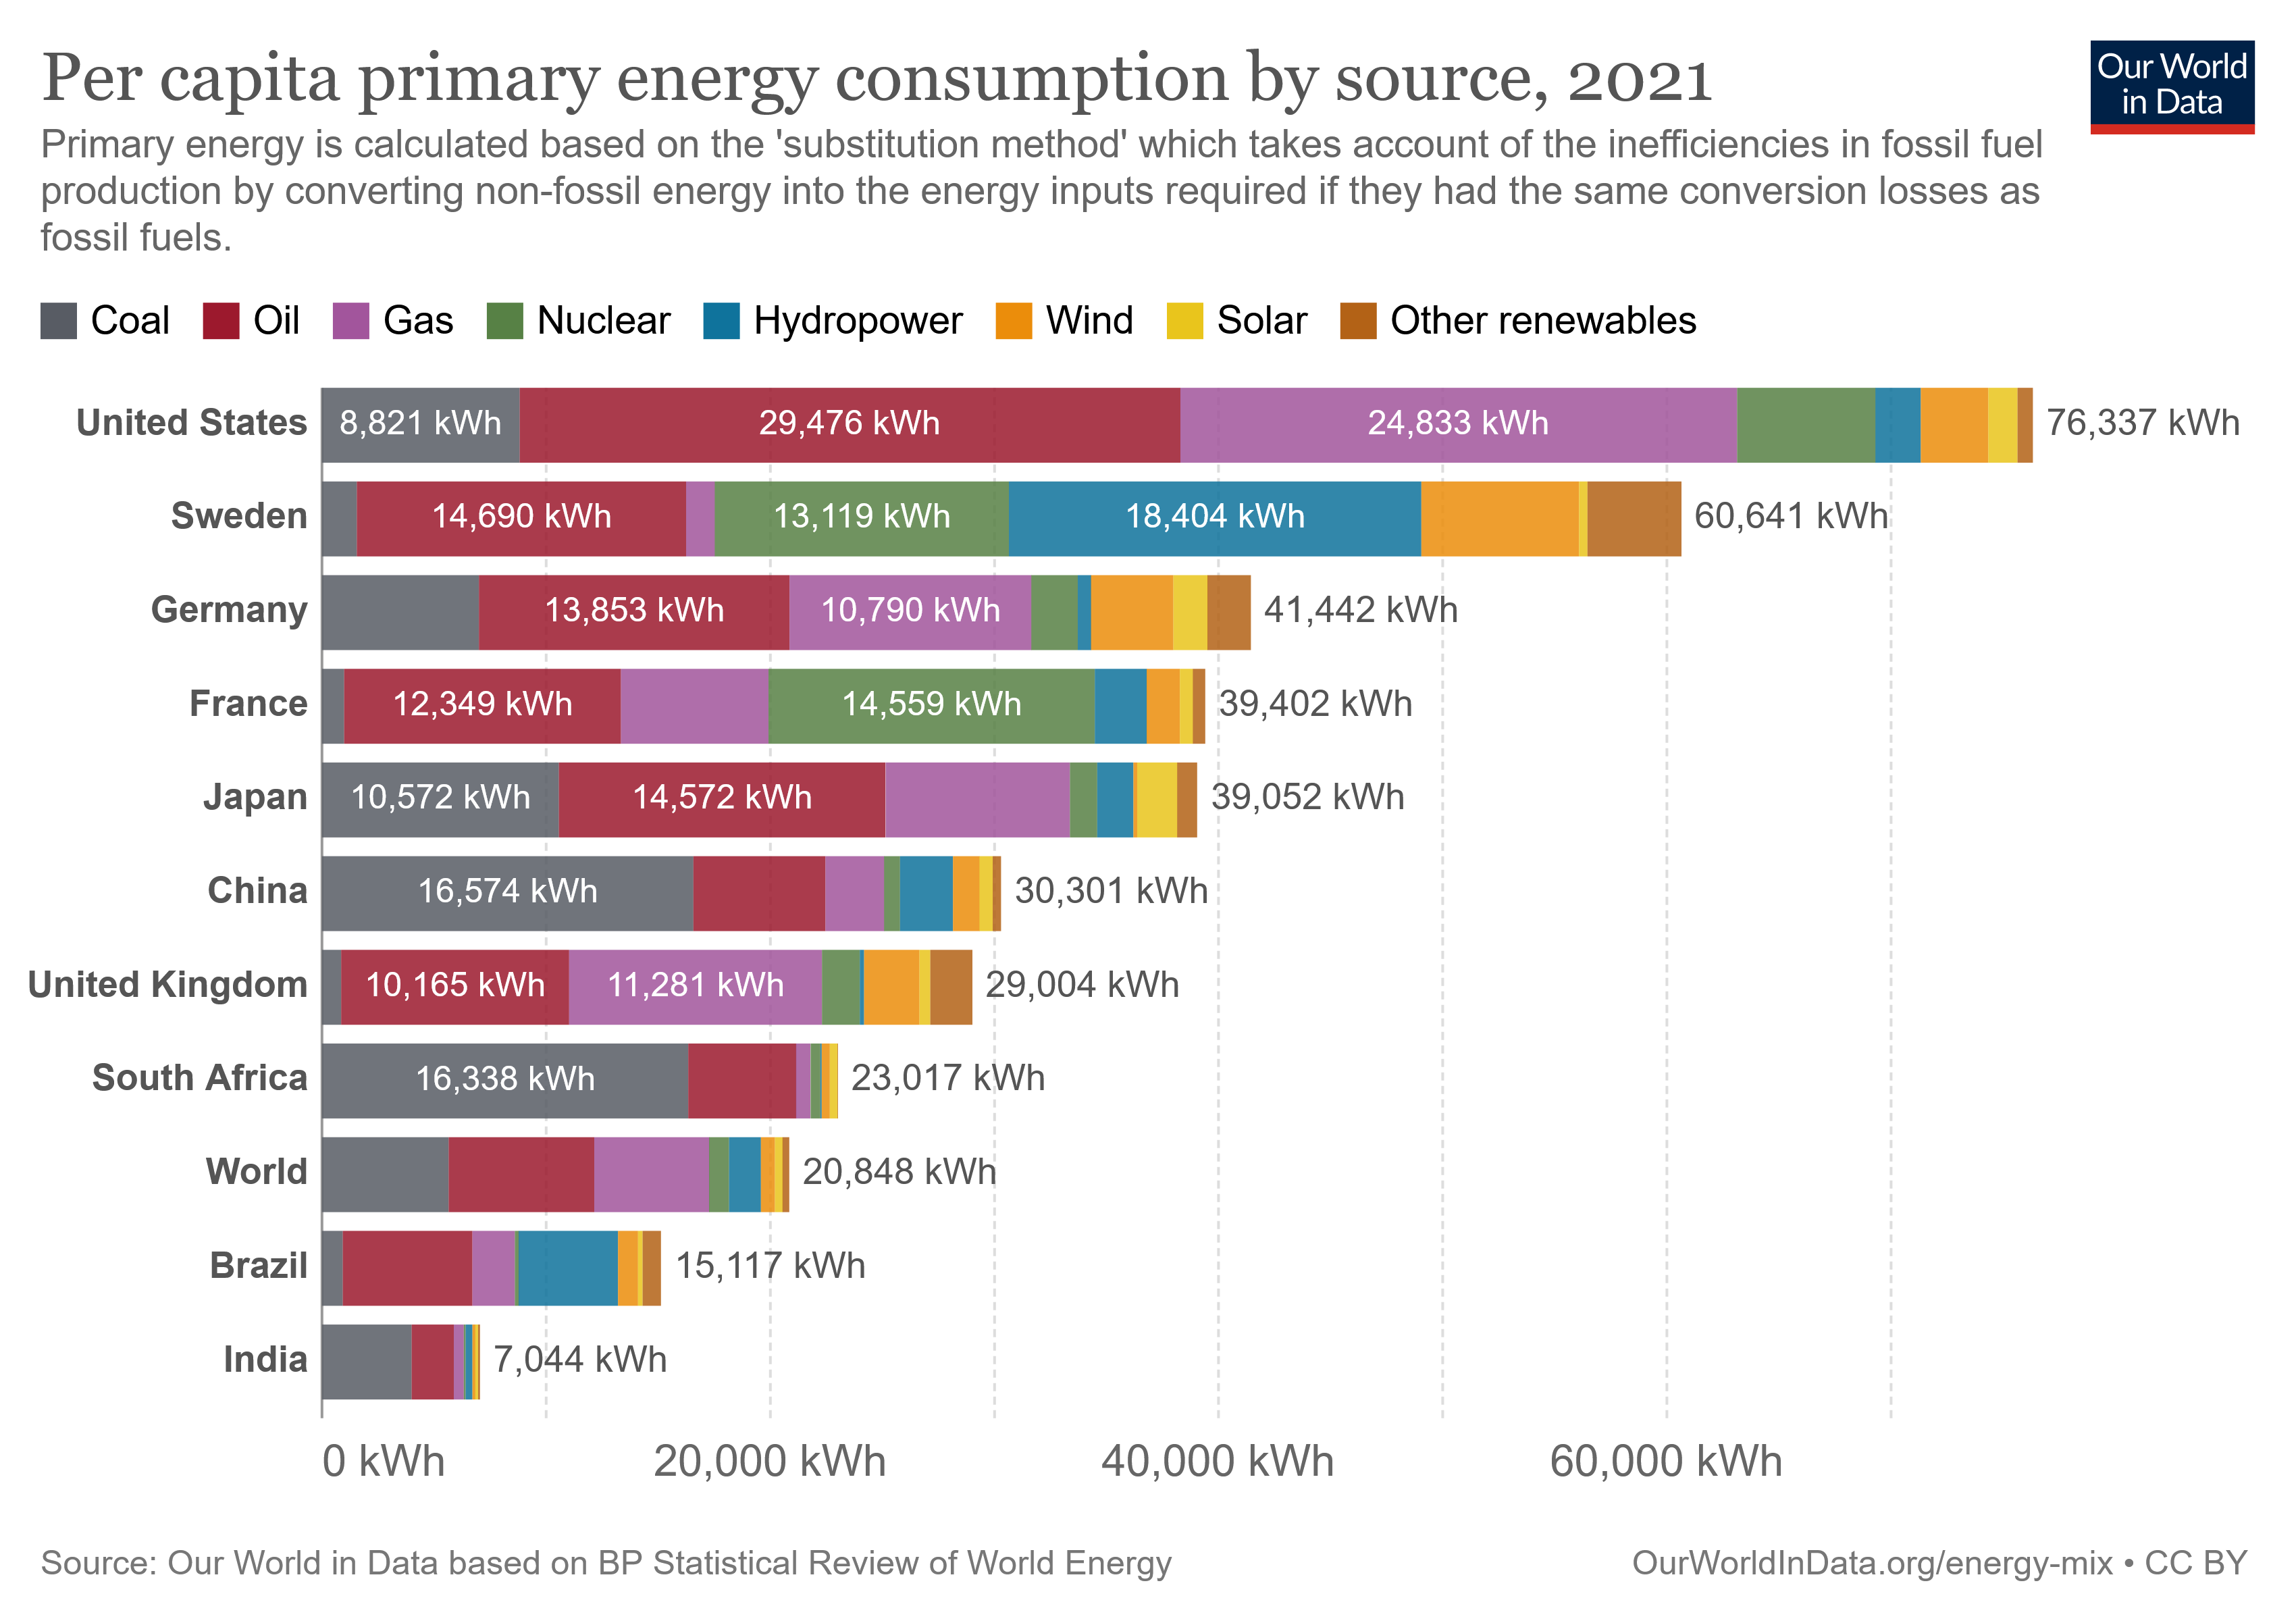 Per capita primary energy consumption by source, 2021
Our World
in Data
Primary energy is calculated based on the 'substitution method' which takes account of the inefficiencies in fossil fuel
production by converting non-fossil energy into the energy inputs required if they had the same conversion losses as
fossil fuels.
Coal Oil Gas Nuclear Hydropower Wind Solar Other renewables
United States 8,821 kWh 29,476 kWh 24,833 kWh 76,337 kWh
Sweden 14,690 kWh 13,119 kWh 18,404 kWh 60,641 kWh
Germany 13,853 kWh 10,790 kWh 41,442 kWh
France 12,349 kWh 14,559 kWh 39,402 kWh
Japan 10,572 kWh 14,572 kWh 39,052 kWh
China 16,574 kWh 30,301 kWh
United Kingdom 10,165 kWh 11,281 kWh 29,004 kWh
South Africa 16,338 kWh 23,017 kWh
World 20,848 kWh
Brazil 15,117 kWh
India 7,044 kWh
0 kWh 20,000 kWh 40,000 kWh 60,000 kWh
Source: Our World in Data based on BP Statistical Review of World Energy
OurWorldInData.org/energy-mix • CC BY